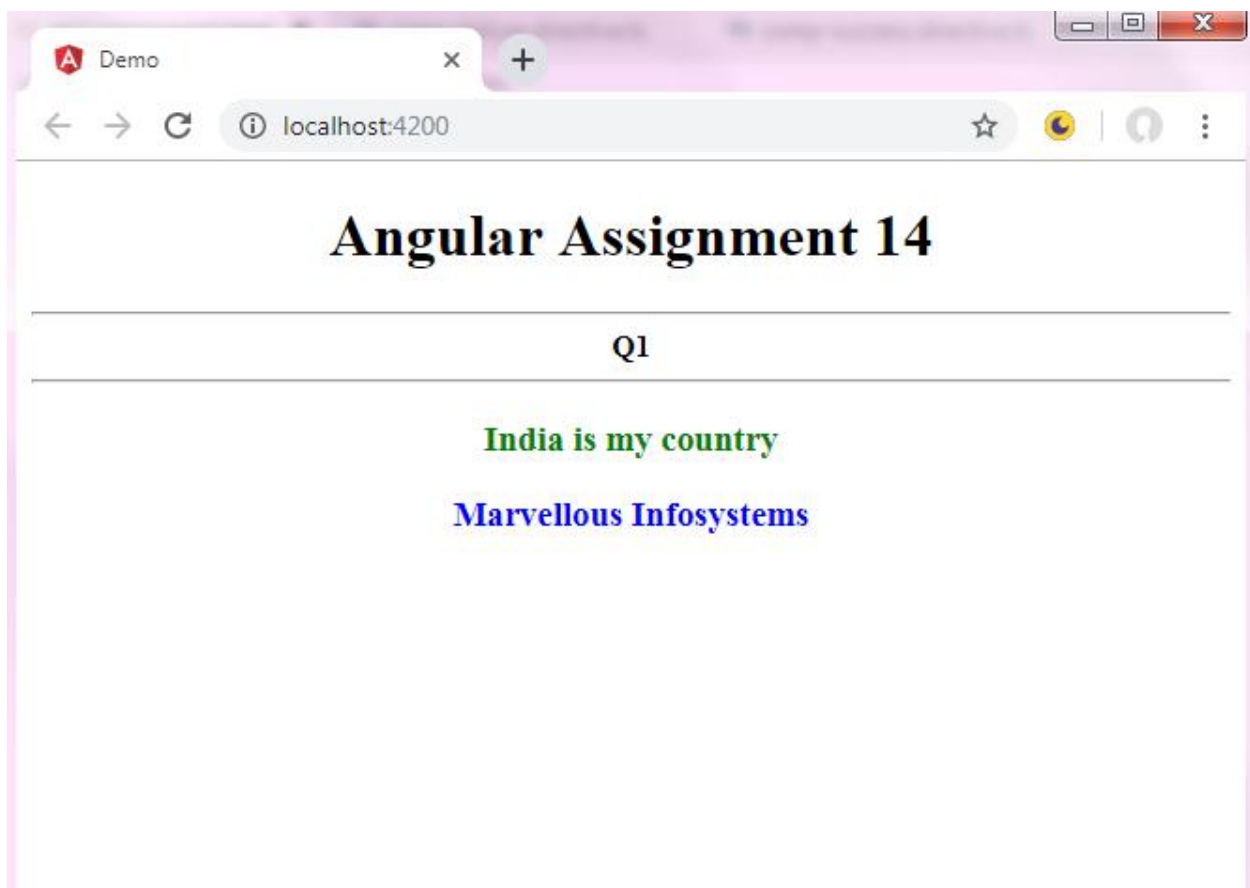 Demo
localhost:4200
Angular Assignment 14
Q1
India is my country
Marvellous Infosystems